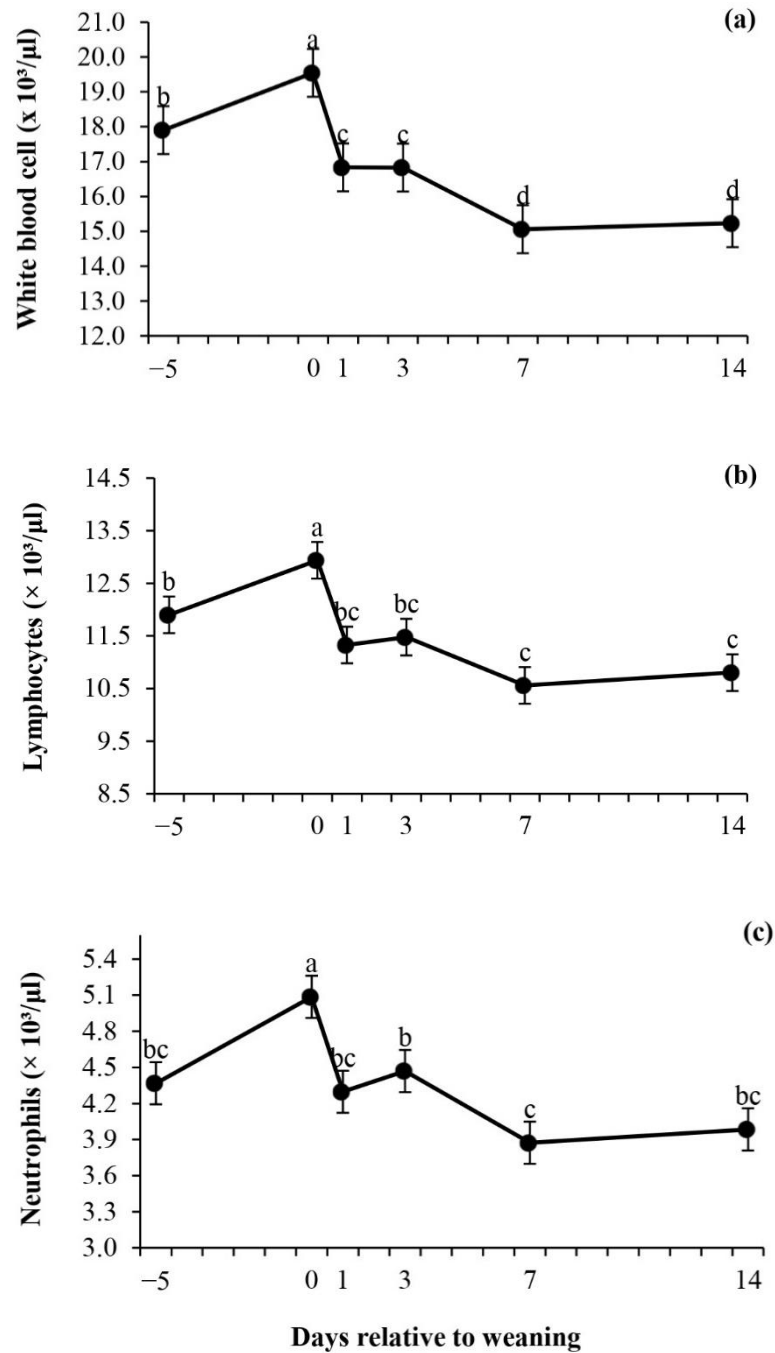 (a)
White blood cell (x 10³/µl)
21.0
20.0
19.0
18.0
17.0
16.0
15.0
14.0
13.0
12.0
b
a
c
c
d
d
−5 0 1 3 7 14
(b)
Lymphocytes (× 10³/µl)
14.5
13.5
12.5
11.5
10.5
9.5
8.5
b
a
bc
bc
c
c
−5 0 1 3 7 14
(c)
Neutrophils (× 10³/µl)
5.4
5.1
4.8
4.5
4.2
3.9
3.6
3.3
3.0
bc
a
bc
b
c
bc
−5 0 1 3 7 14
Days relative to weaning